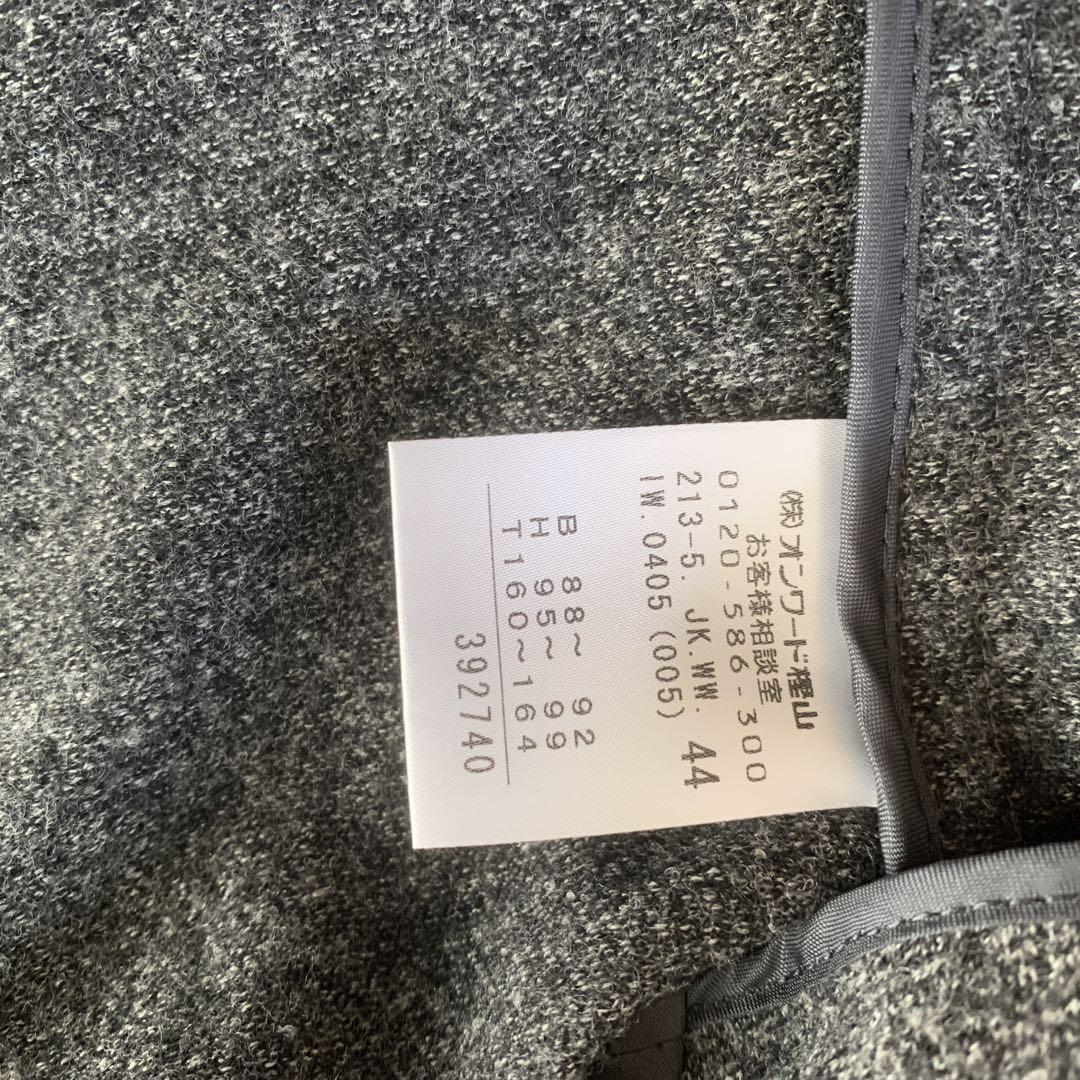 (株)オンワード樫山
お客様相談室
0120-586-300
213-5. JK.WW. 44
IW.0405(005)
B 88~ 92
H 95~ 99
T160~164
392740